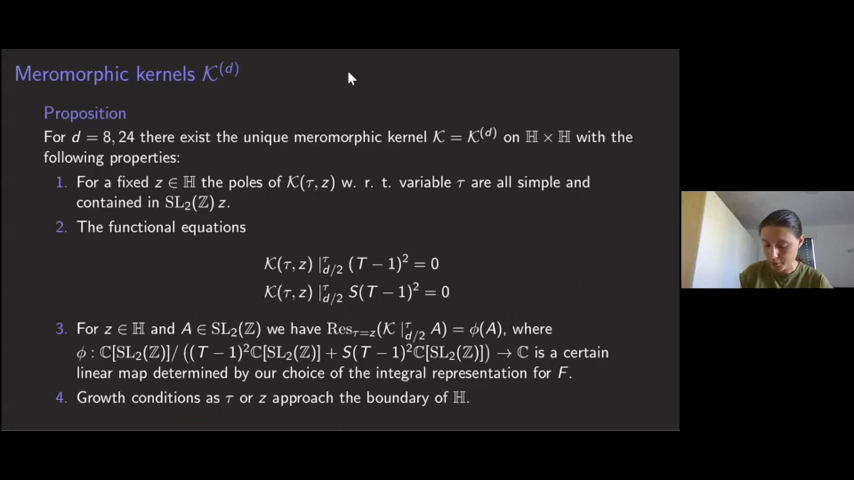 Meromorphic kernels 𝒦⁽ᵈ⁾
Proposition
For d = 8, 24 there exist the unique meromorphic kernel 𝒦 = 𝒦⁽ᵈ⁾ on ℍ × ℍ with the
following properties:
1. For a fixed z ∈ ℍ the poles of 𝒦(τ, z) w. r. t. variable τ are all simple and
contained in SL₂(ℤ) z.
2. The functional equations
𝒦(τ, z) |^τ_{d/2} (T − 1)² = 0
𝒦(τ, z) |^τ_{d/2} S(T − 1)² = 0
3. For z ∈ ℍ and A ∈ SL₂(ℤ) we have Res_{τ=z}(𝒦 |^τ_{d/2} A) = ϕ(A), where
ϕ : ℂ[SL₂(ℤ)]/ ((T − 1)²ℂ[SL₂(ℤ)] + S(T − 1)²ℂ[SL₂(ℤ)]) → ℂ is a certain
linear map determined by our choice of the integral representation for F.
4. Growth conditions as τ or z approach the boundary of ℍ.